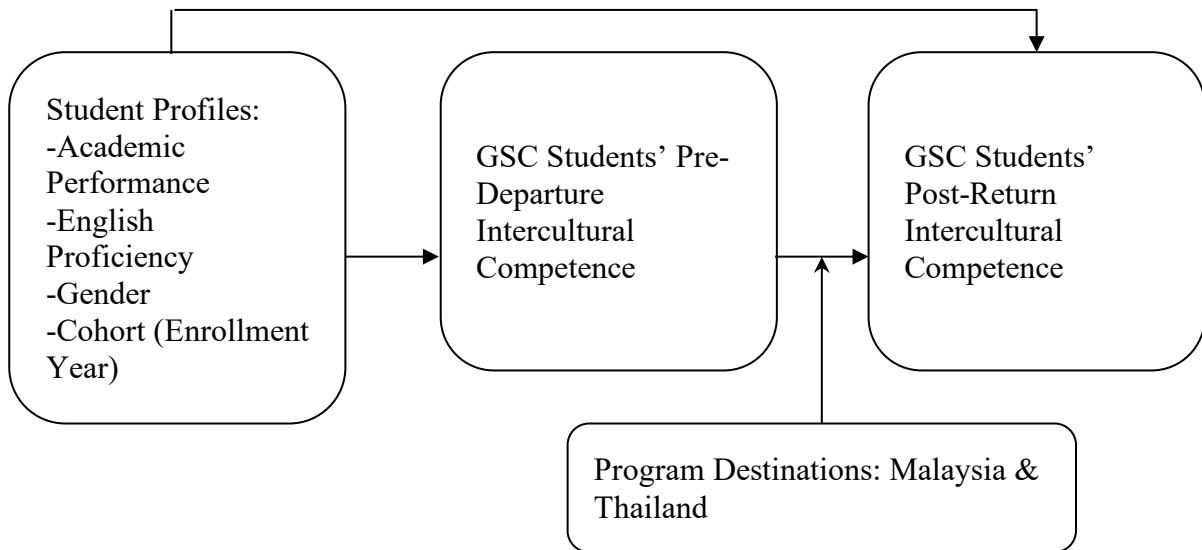 Student Profiles:
-Academic
Performance
-English
Proficiency
-Gender
-Cohort (Enrollment
Year)
GSC Students’ Pre-
Departure
Intercultural
Competence
GSC Students’
Post-Return
Intercultural
Competence
Program Destinations: Malaysia &
Thailand